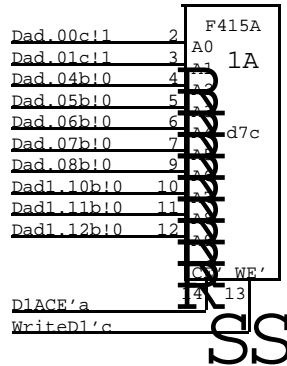 F415A
Dad.00c!1 2 A0 1A
Dad.01c!1 3 A1
Dad.04b!0 4 A2
Dad.05b!0 5
Dad.06b!0 6 d7c
Dad.07b!0 7
Dad.08b!0 9
Dad1.10b!0 10
Dad1.11b!0 11
Dad1.12b!0 12
WE'
D1ACE'a 14 13
WriteD1'c
SS